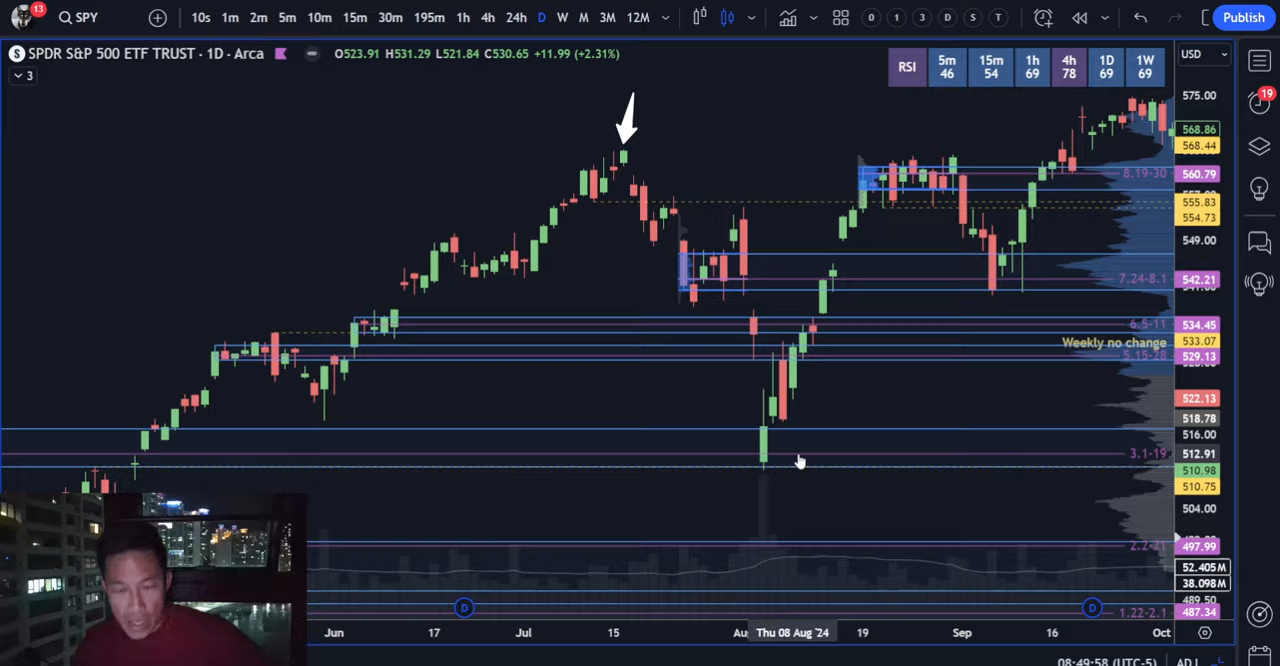 13
SPY
10s 1m 2m 5m 10m 15m 30m 195m 1h 4h 24h D W M 3M 12M
0 1 3 D S T
Publish
S SPDR S&P 500 ETF TRUST · 1D · Arca O523.91 H531.29 L521.84 C530.65 +11.99 (+2.31%)
3
RSI
5m
46
15m
54
1h
69
4h
78
1D
69
1W
69
USD
19
575.00
568.86
568.44
8.19-30 560.79
555.83
554.73
549.00
7.24-8.1 542.21
6.5-11 534.45
Weekly no change 533.07
5.15-28 529.13
522.13
518.78
516.00
3.1-19 512.91
510.98
510.75
504.00
2.2-21 497.99
52.405M
38.098M
489.50
1.22-2.1 487.34
D D
Jun 17 Jul 15 Au Thu 08 Aug '24 19 Sep 16 Oct
08:49:58 (UTC-5) ADJ